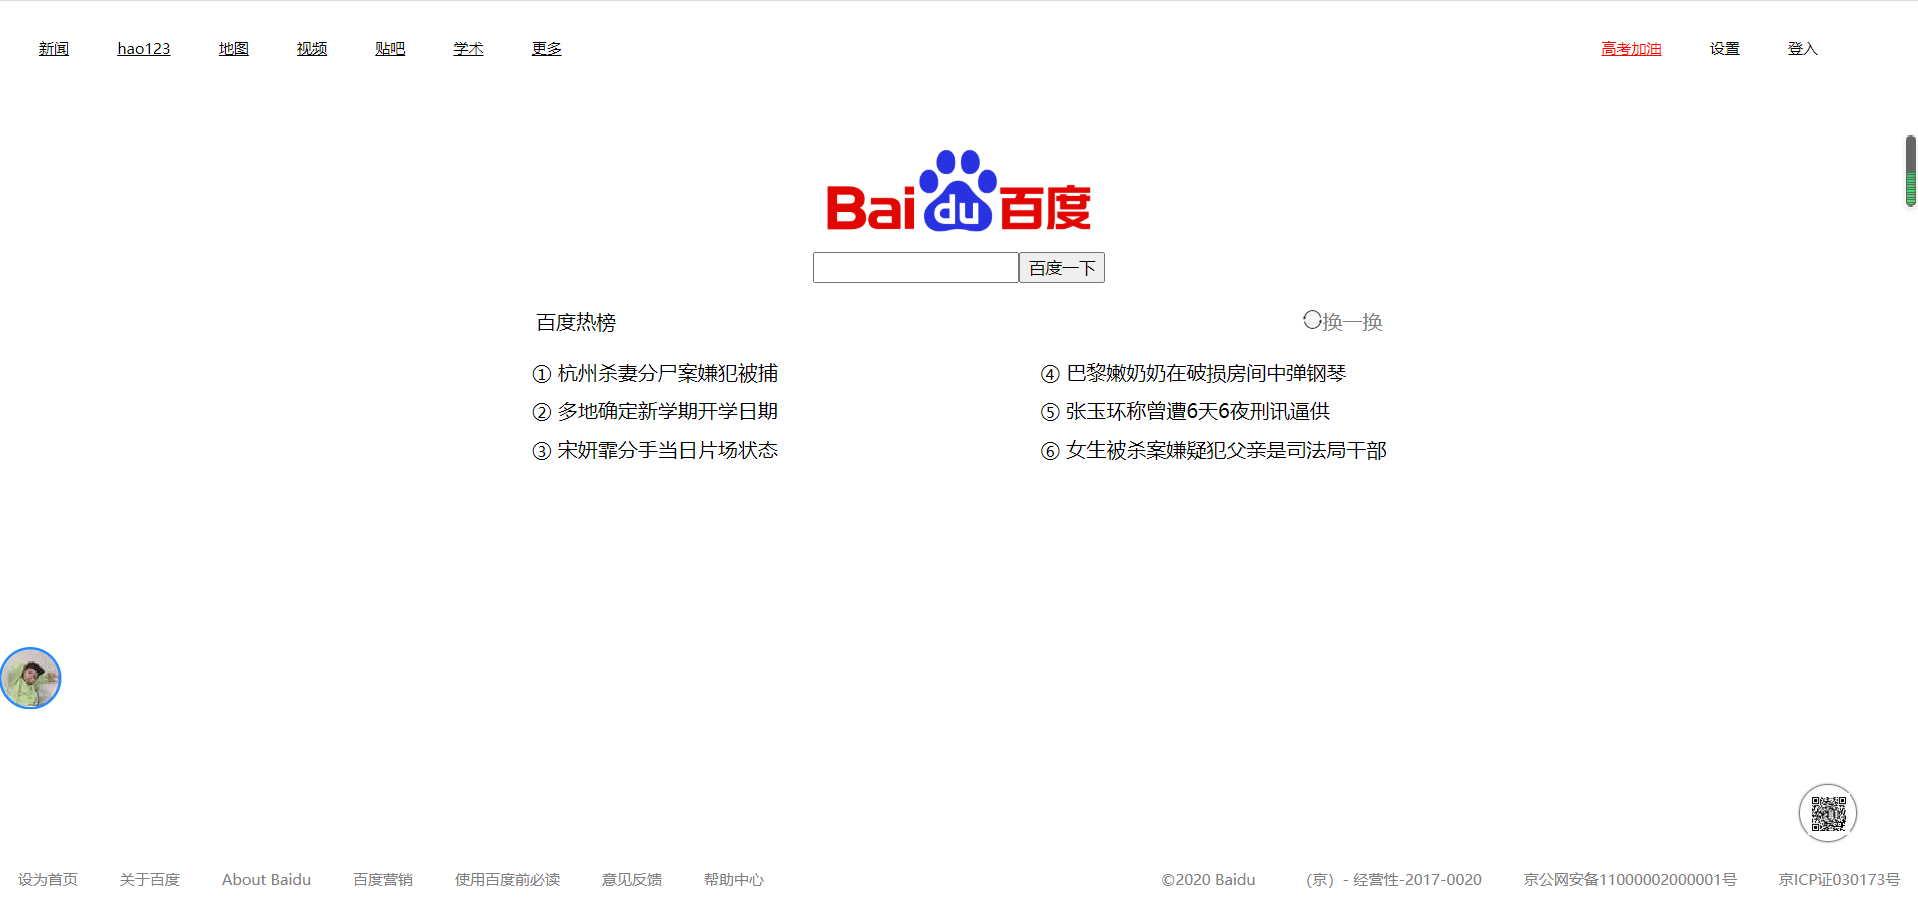 新闻 hao123 地图 视频 贴吧 学术 更多 高考加油 设置 登入
Bai du 百度
百度一下
百度热榜 换一换
① 杭州杀妻分尸案嫌犯被捕 ④ 巴黎嫩奶奶在破损房间中弹钢琴
② 多地确定新学期开学日期 ⑤ 张玉环称曾遭6天6夜刑讯逼供
③ 宋妍霏分手当日片场状态 ⑥ 女生被杀案嫌疑犯父亲是司法局干部
设为首页 关于百度 About Baidu 百度营销 使用百度前必读 意见反馈 帮助中心 ©2020 Baidu （京）- 经营性-2017-0020 京公网安备11000002000001号 京ICP证030173号